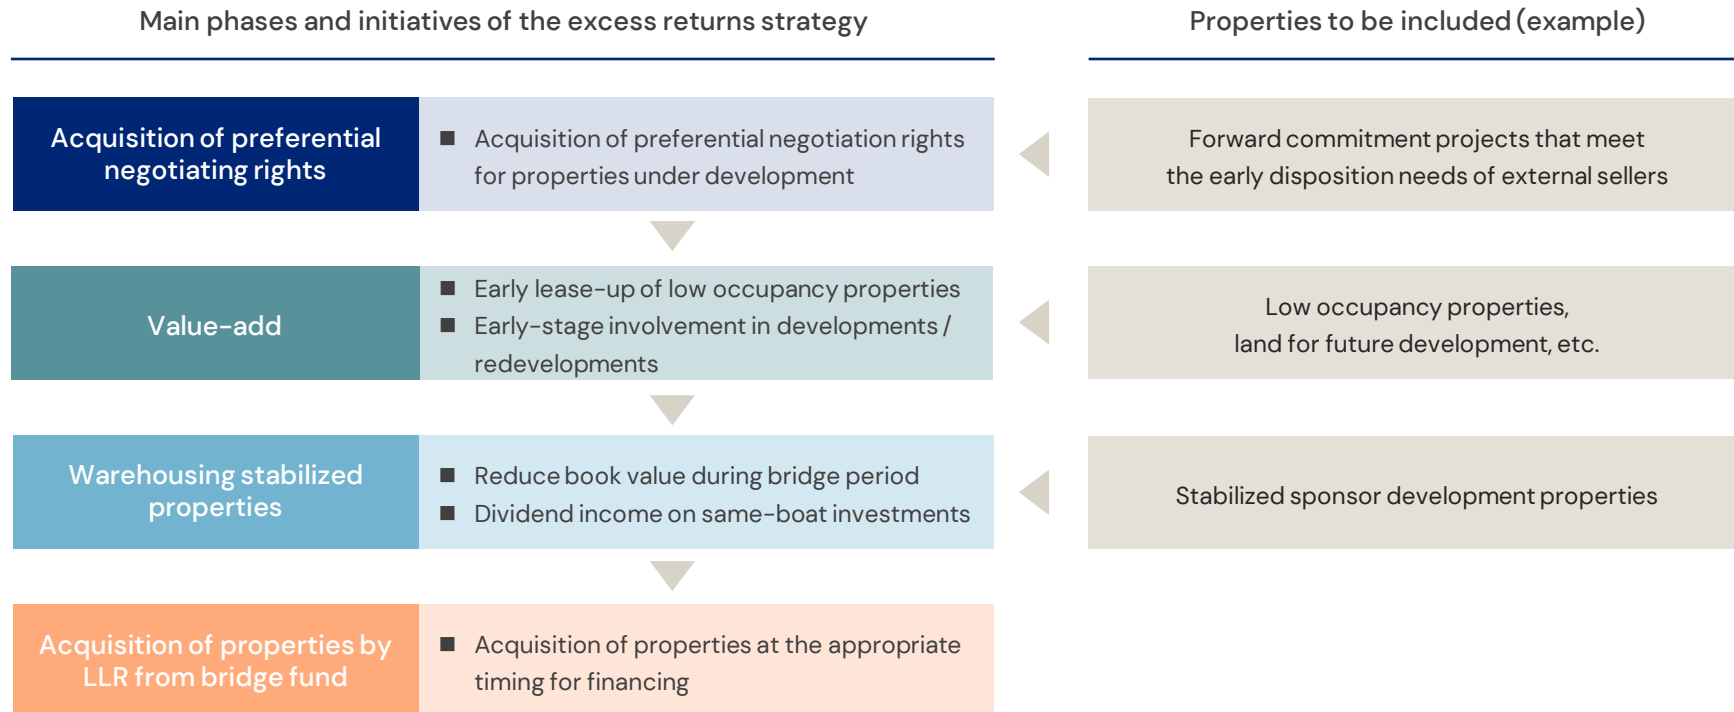 Main phases and initiatives of the excess returns strategy
Properties to be included (example)
Acquisition of preferential
negotiating rights
■ Acquisition of preferential negotiation rights
for properties under development
Forward commitment projects that meet
the early disposition needs of external sellers
Value-add
■ Early lease-up of low occupancy properties
■ Early-stage involvement in developments /
redevelopments
Low occupancy properties,
land for future development, etc.
Warehousing stabilized
properties
■ Reduce book value during bridge period
■ Dividend income on same-boat investments
Stabilized sponsor development properties
Acquisition of properties by
LLR from bridge fund
■ Acquisition of properties at the appropriate
timing for financing